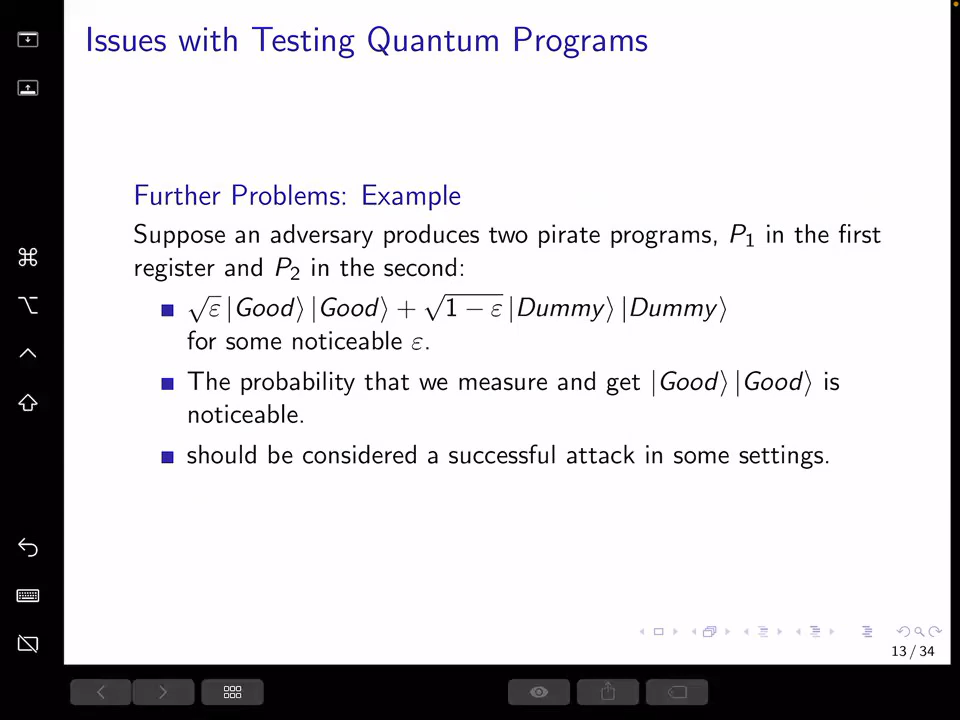 Issues with Testing Quantum Programs
Further Problems: Example
Suppose an adversary produces two pirate programs, P₁ in the first
register and P₂ in the second:
√ε |Good⟩ |Good⟩ + √1 − ε |Dummy⟩ |Dummy⟩
for some noticeable ε.
The probability that we measure and get |Good⟩ |Good⟩ is
noticeable.
should be considered a successful attack in some settings.
13 / 34